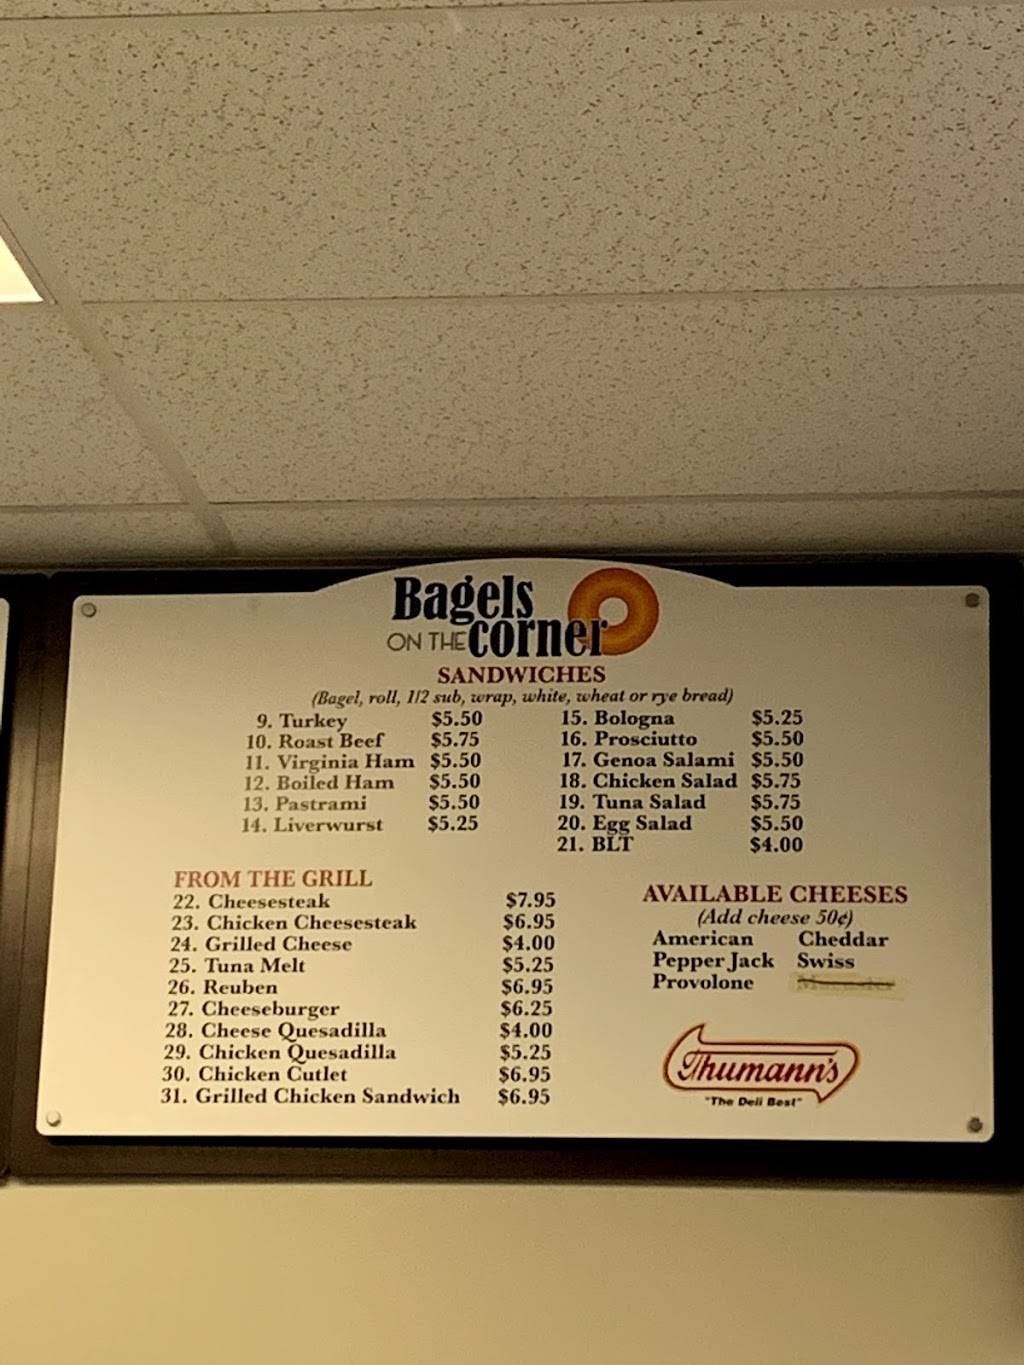 Bagels
ON THE corner
SANDWICHES
(Bagel, roll, 1/2 sub, wrap, white, wheat or rye bread)
9. Turkey $5.50
10. Roast Beef $5.75
11. Virginia Ham $5.50
12. Boiled Ham $5.50
13. Pastrami $5.50
14. Liverwurst $5.25
15. Bologna $5.25
16. Prosciutto $5.50
17. Genoa Salami $5.50
18. Chicken Salad $5.75
19. Tuna Salad $5.75
20. Egg Salad $5.50
21. BLT $4.00
FROM THE GRILL
22. Cheesesteak $7.95
23. Chicken Cheesesteak $6.95
24. Grilled Cheese $4.00
25. Tuna Melt $5.25
26. Reuben $6.95
27. Cheeseburger $6.25
28. Cheese Quesadilla $4.00
29. Chicken Quesadilla $5.25
30. Chicken Cutlet $6.95
31. Grilled Chicken Sandwich $6.95
AVAILABLE CHEESES
(Add cheese 50¢)
American Cheddar
Pepper Jack Swiss
Provolone
Thumann's
"The Deli Best"